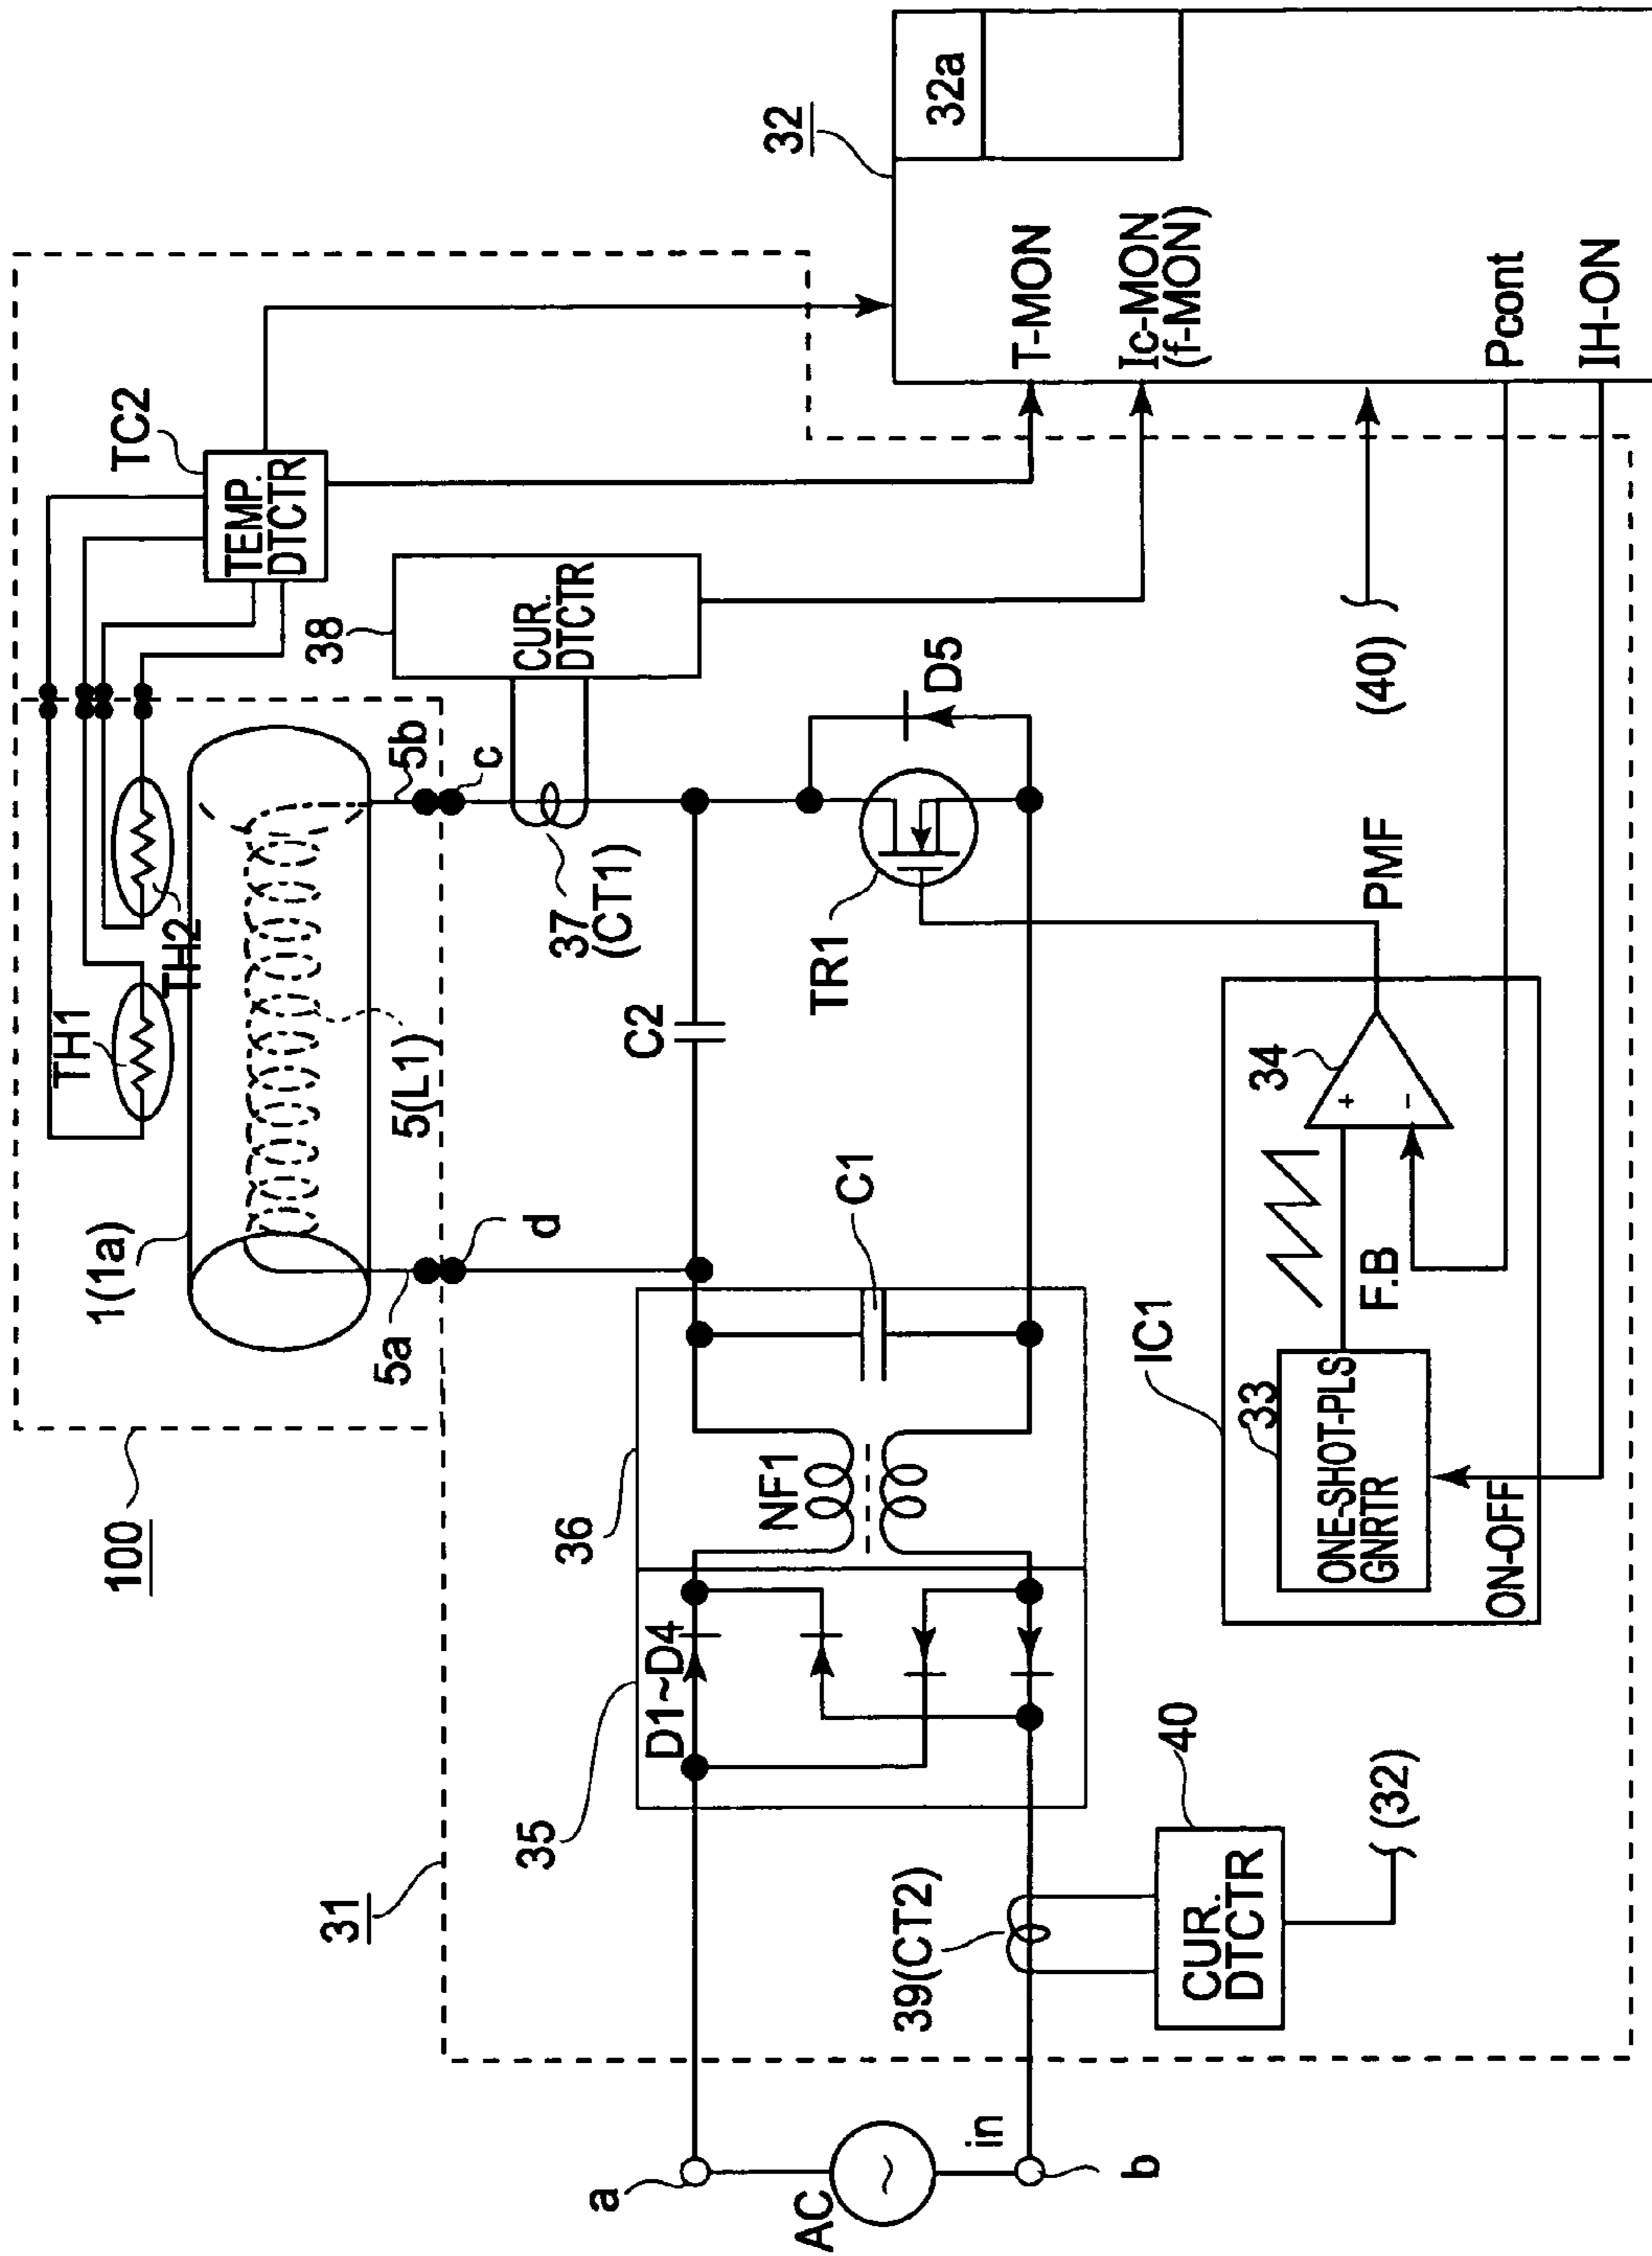 100
1(1a)
TH1
TH2
TC2
TEMP.
DTCTR
5a
5(L1)
5b
c
d
31
38
CUR.
DTCTR
37
(CT1)
32
32a
T-MON
Ic-MON
(f-MON)
(40)
Pcont
IH-ON
35
D1~D4
36
NF1
C1
C2
TR1
D5
a
AC
in
b
39(CT2)
40
CUR.
DTCTR
(32)
IC1
33
ONE-SHOT-PLS
GNRTR
ON-OFF
F.B
34
+
-
PMF